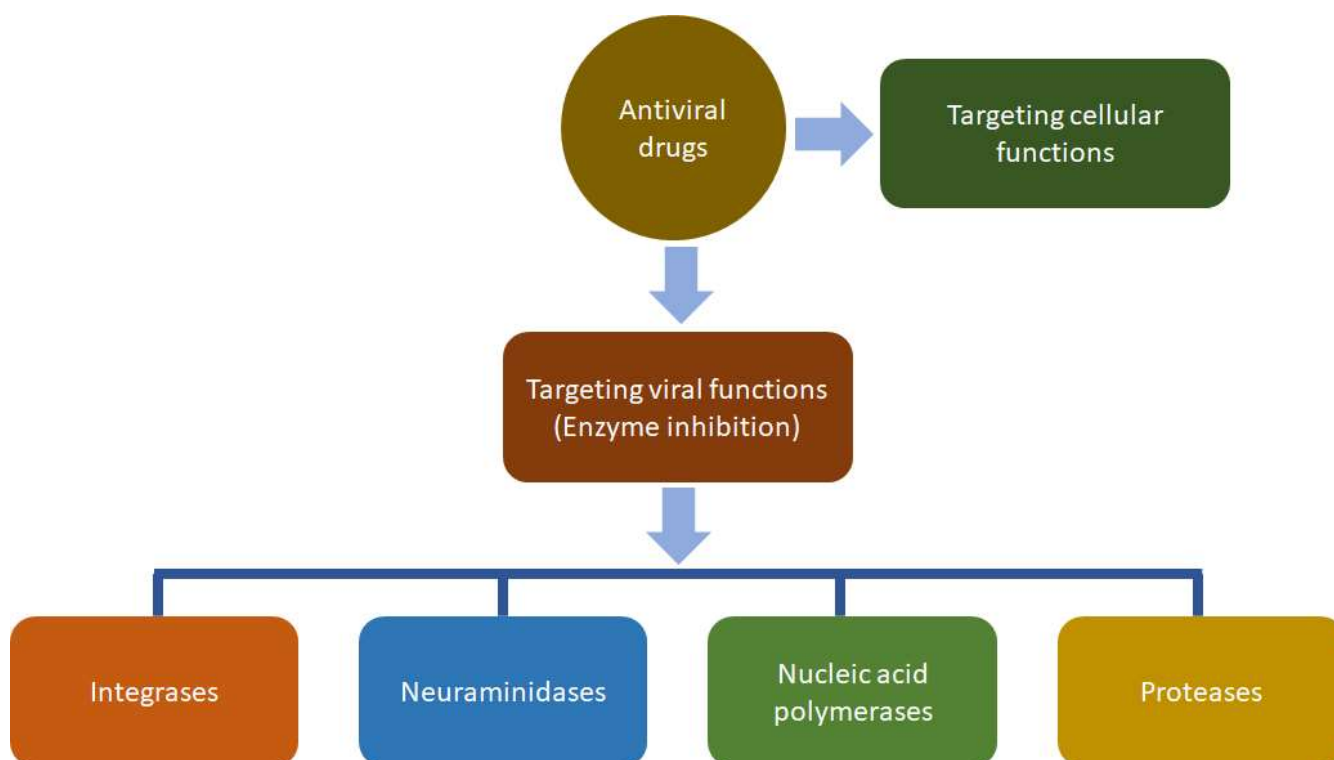 Antiviral
drugs
Targeting cellular
functions
Targeting viral functions
(Enzyme inhibition)
Integrases
Neuraminidases
Nucleic acid
polymerases
Proteases